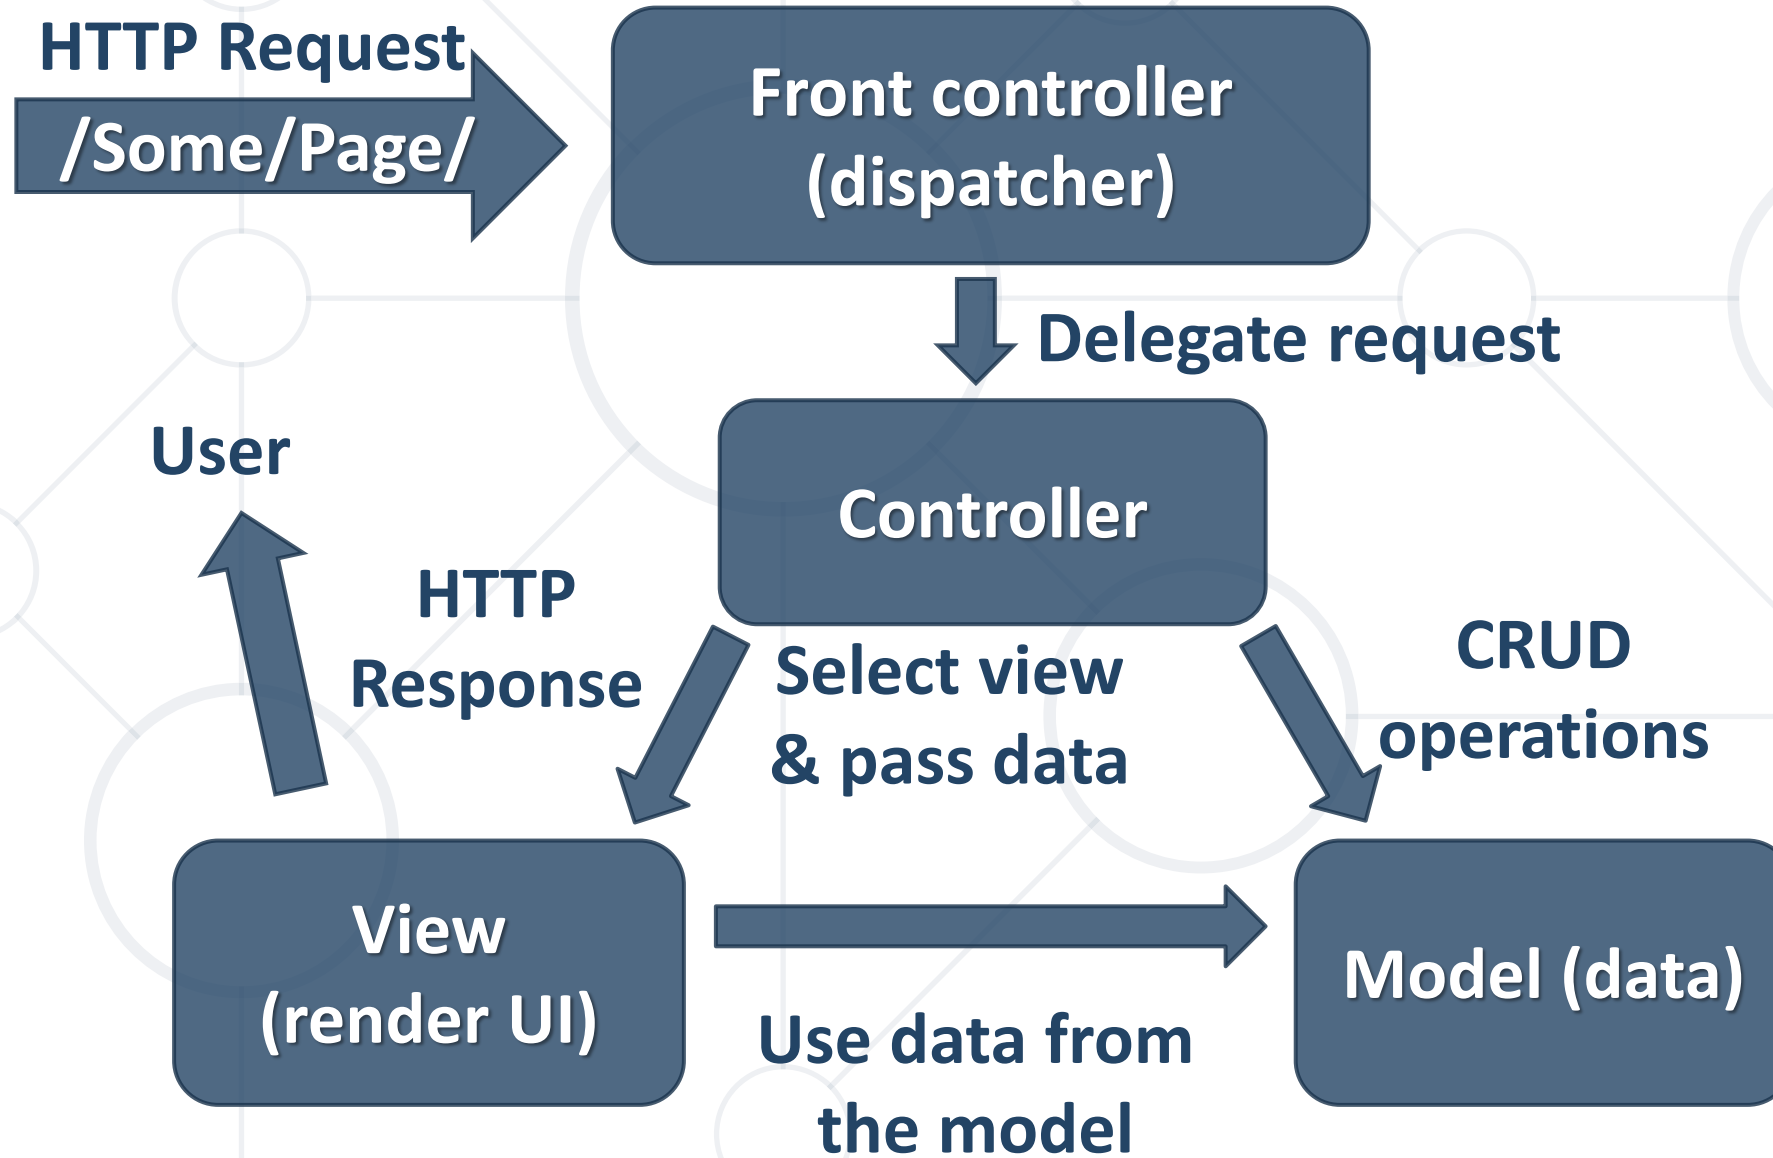 HTTP Request
/Some/Page/
Front controller
(dispatcher)
Delegate request
User
Controller
HTTP
Response
Select view
& pass data
CRUD
operations
View
(render UI)
Model (data)
Use data from
the model